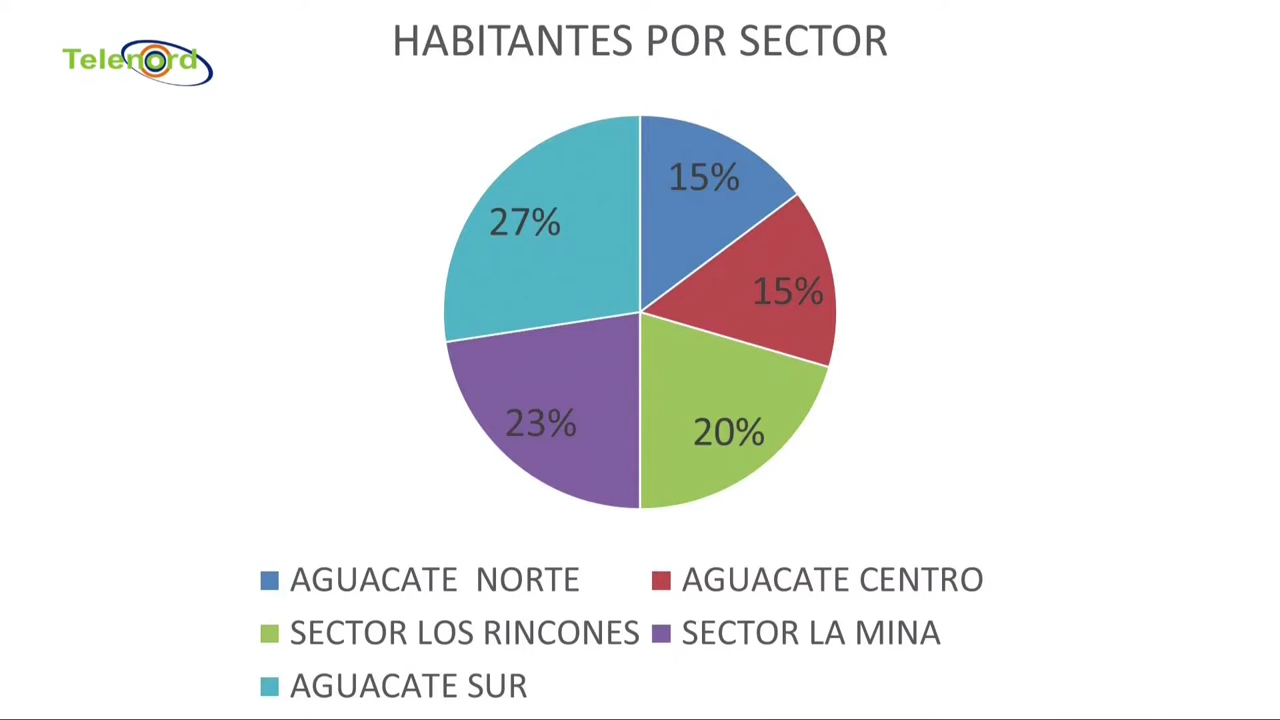 Telenord
HABITANTES POR SECTOR
15%
27%
15%
23%
20%
AGUACATE  NORTE
AGUACATE CENTRO
SECTOR LOS RINCONES
SECTOR LA MINA
AGUACATE SUR